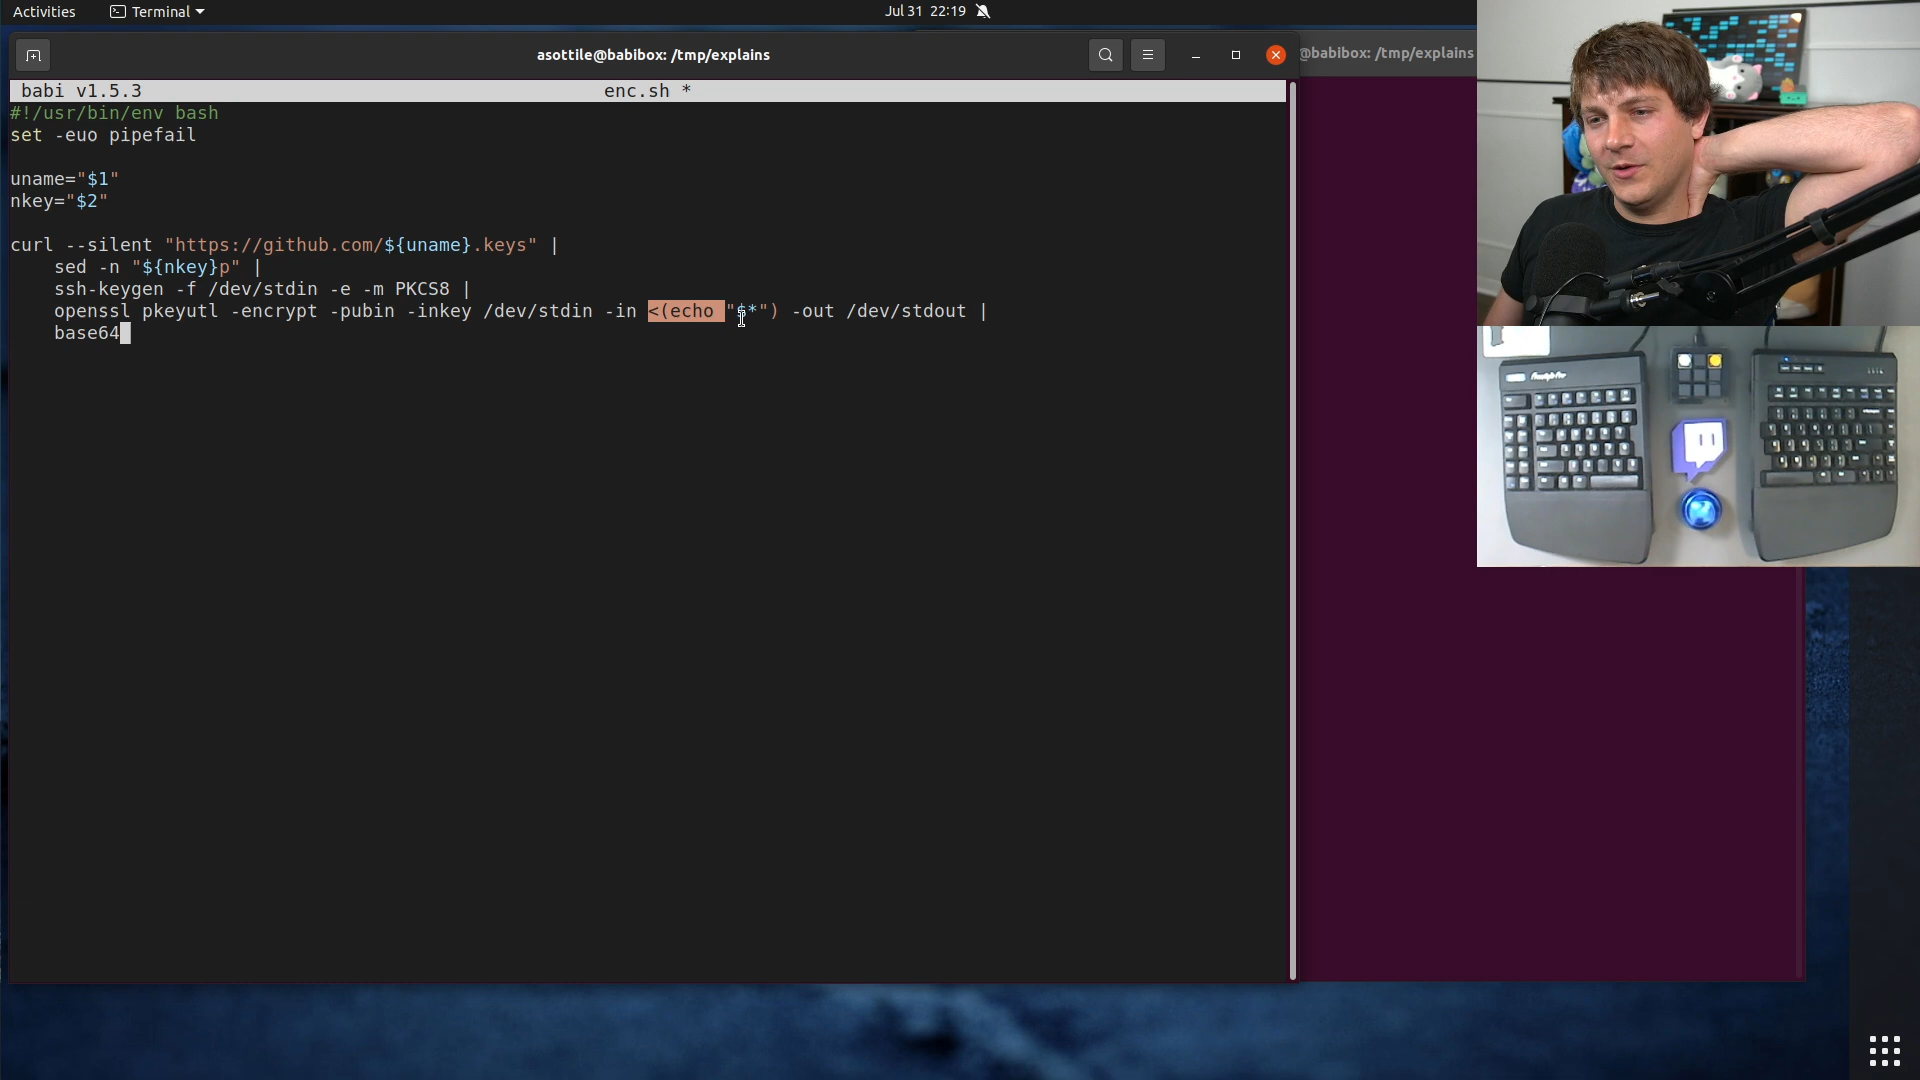 Activities
Terminal
Jul 31 22:19
asottile@babibox: /tmp/explains
@babibox: /tmp/explains
babi v1.5.3
enc.sh *
#!/usr/bin/env bash
set -euo pipefail
uname="$1"
nkey="$2"
curl --silent "https://github.com/${uname}.keys" |
sed -n "${nkey}p" |
ssh-keygen -f /dev/stdin -e -m PKCS8 |
openssl pkeyutl -encrypt -pubin -inkey /dev/stdin -in <(echo "$*") -out /dev/stdout |
base64